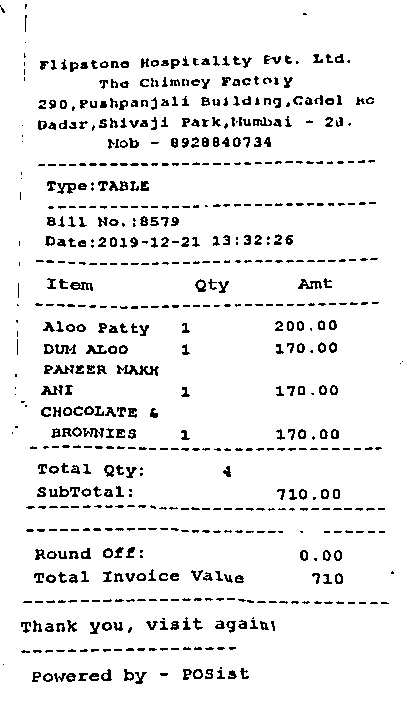 Flipstone Hospitality Pvt. Ltd.
The Chimney Factory
290,Pushpanjali Building,Cadel Rd
Dadar,Shivaji Park,Mumbai - 28.
Mob - 8928840734
Type:TABLE
Bill No.:8579
Date:2019-12-21 13:32:26
Item Qty Amt
Aloo Patty 1 200.00
DUM ALOO 1 170.00
PANEER MAKH
ANI 1 170.00
CHOCOLATE &
BROWNIES 1 170.00
Total Qty: 4
SubTotal: 710.00
Round Off: 0.00
Total Invoice Value 710
Thank you, visit again!
Powered by - POSist